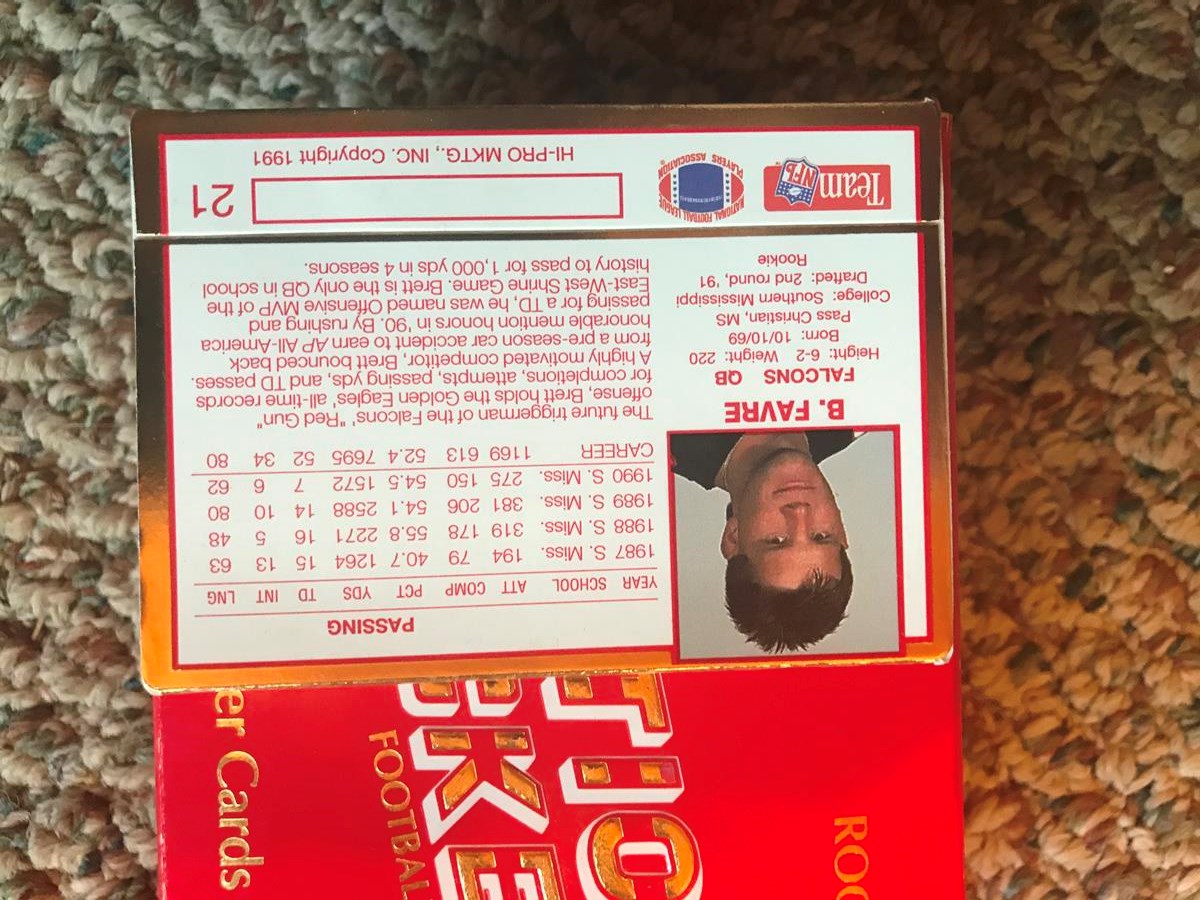 PASSING
YEAR SCHOOL ATT COMP PCT YDS TD INT LNG
1987 S. Miss. 194 79 40.7 1264 15 13 63
1988 S. Miss. 319 178 55.8 2271 16 5 48
1989 S. Miss. 381 206 54.1 2588 14 10 80
1990 S. Miss. 275 150 54.5 1572 7 6 62
CAREER 1169 613 52.4 7695 52 34 80
B. FAVRE
FALCONS QB
Height: 6-2 Weight: 220
Born: 10/10/69
Pass Christian, MS,
College: Southern Mississippi
Drafted: 2nd round, '91
Rookie
The future triggerman of the Falcons' "Red Gun"
offense, Brett holds the Golden Eagles' all-time records
for completions, attempts, passing yds, and TD passes.
A highly motivated competitor, Brett bounced back
from a pre-season car accident to earn AP All-America
honorable mention honors in '90. By rushing and
passing for a TD, he was named Offensive MVP of the
East-West Shrine Game. Brett is the only QB in school
history to pass for 1,000 yds in 4 seasons.
Team NFL
NATIONAL FOOTBALL LEAGUE
PLAYERS ASSOCIATION
21
HI-PRO MKTG., INC. Copyright 1991
er Cards
FOOTBAL
KE
TIO
ROO